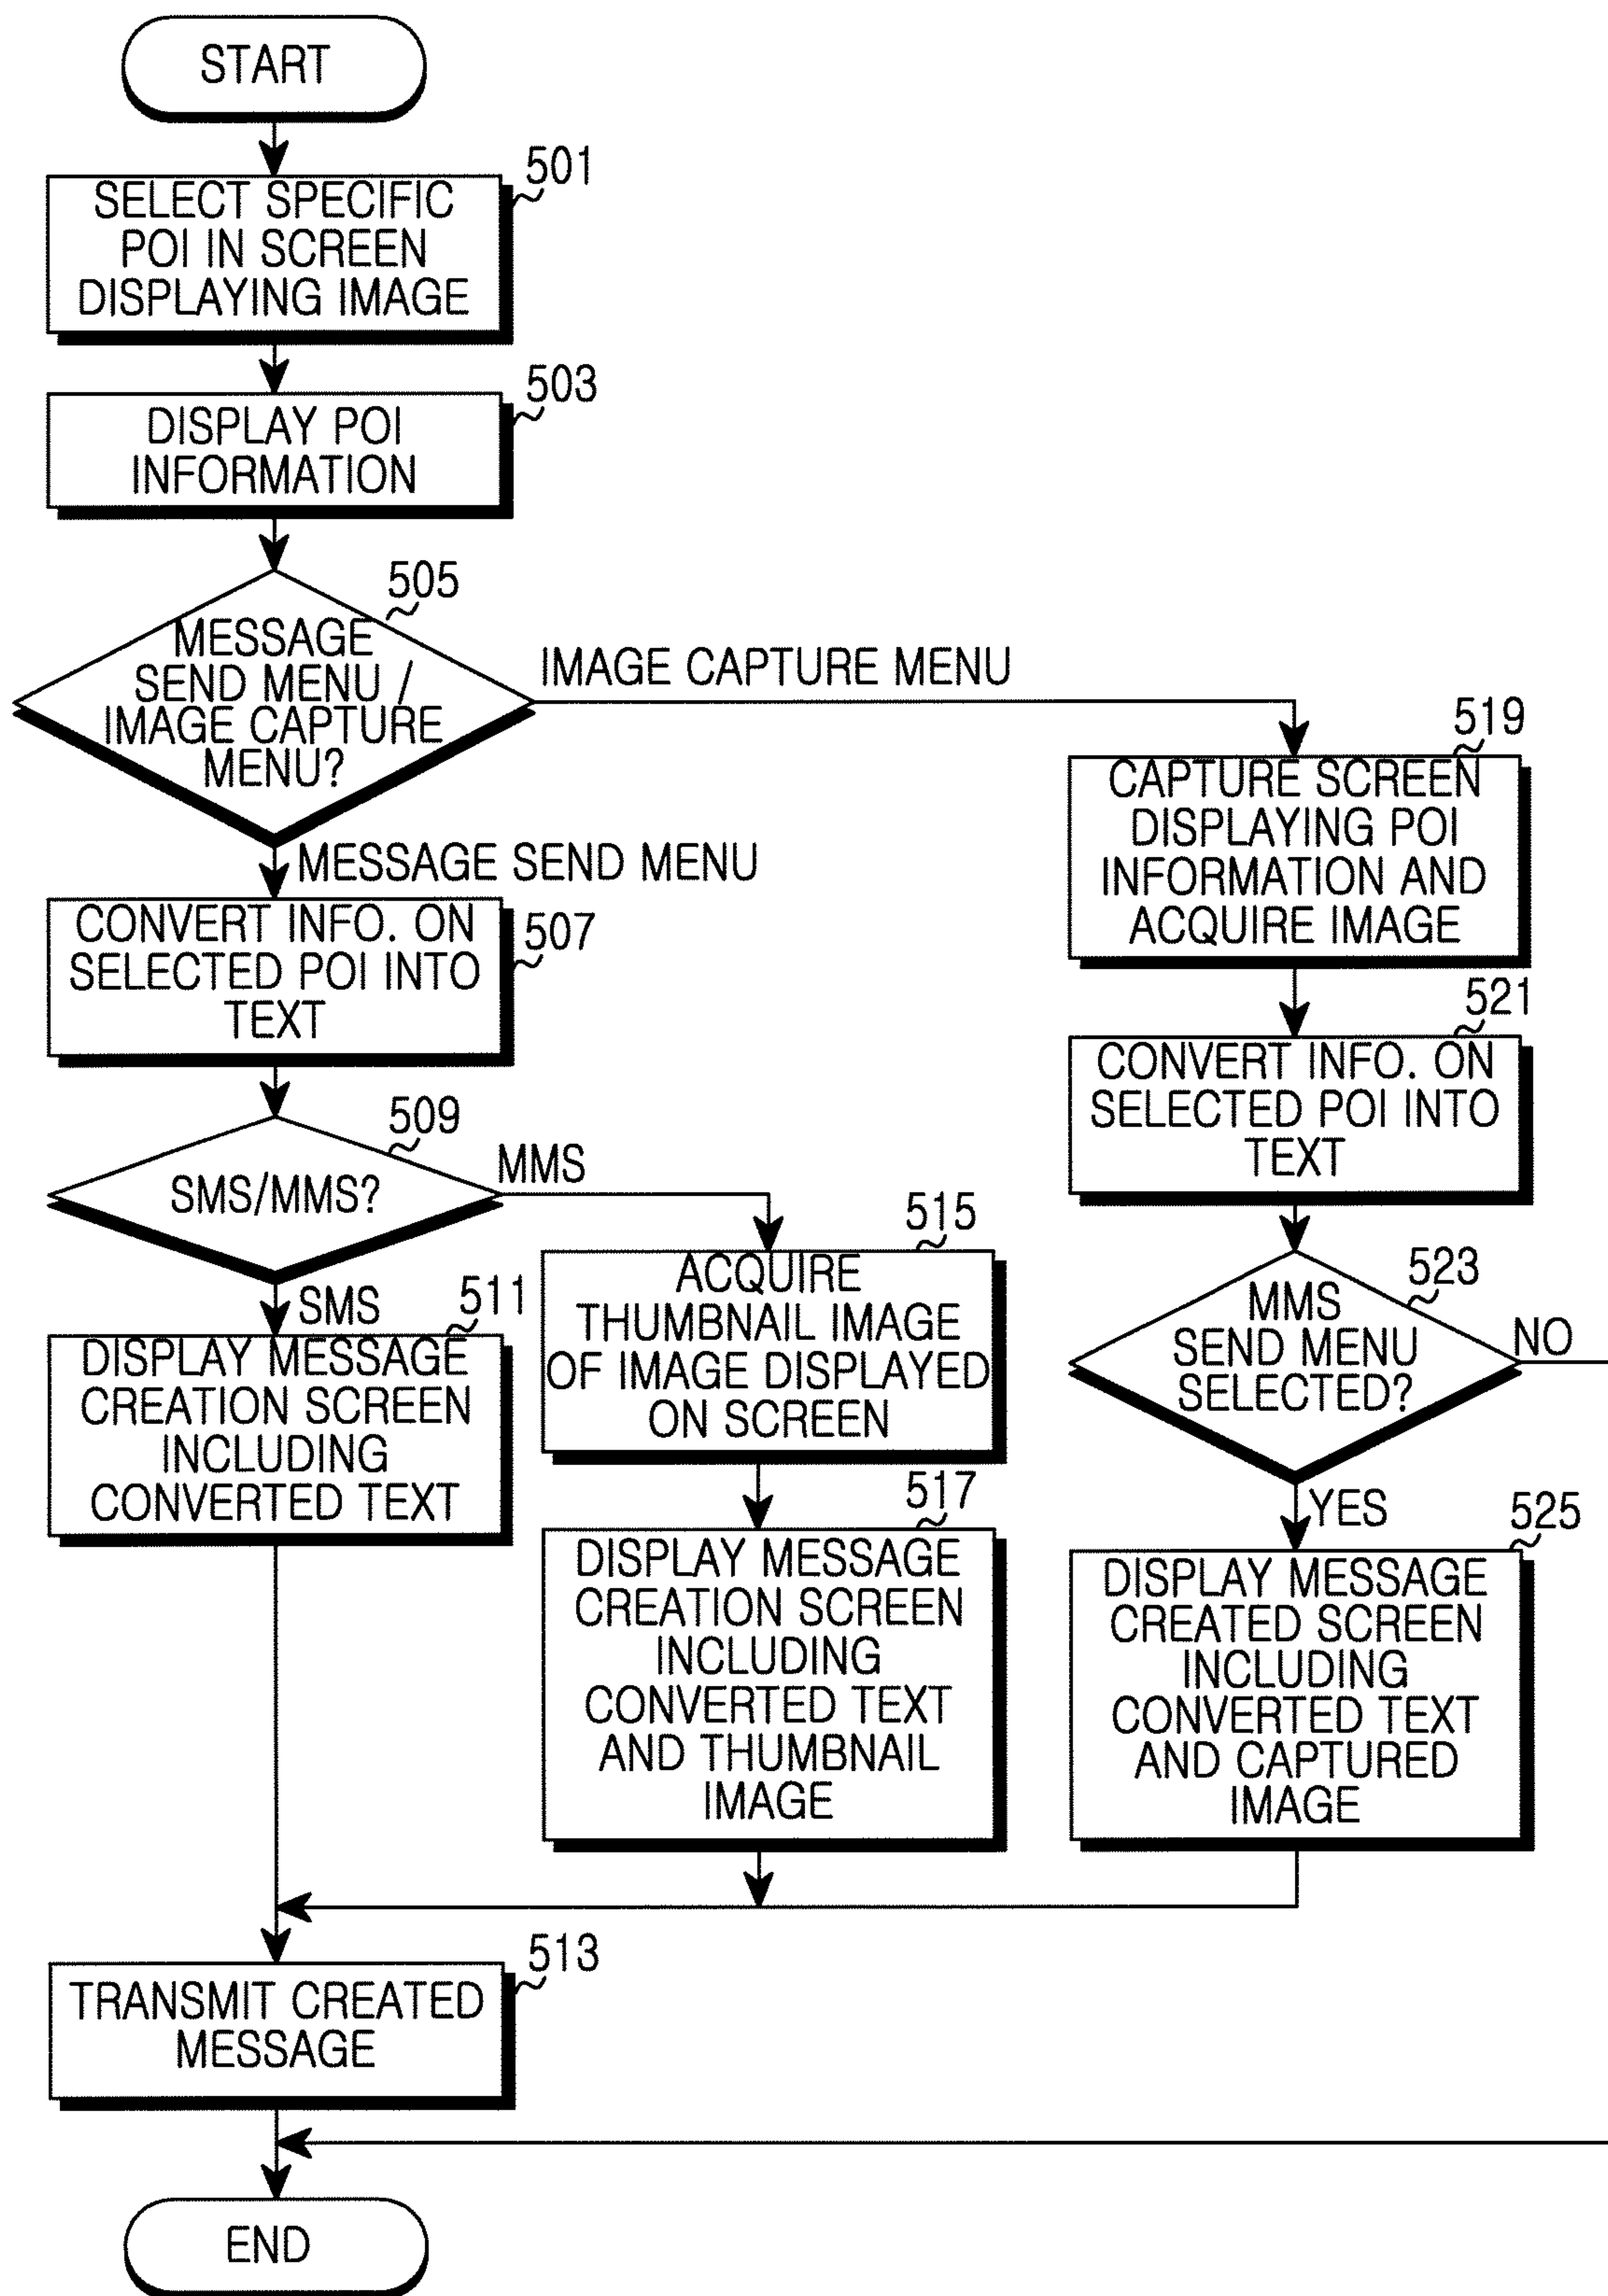 START
501
SELECT SPECIFIC
POI IN SCREEN
DISPLAYING IMAGE
503
DISPLAY POI
INFORMATION
505
MESSAGE
SEND MENU /
IMAGE CAPTURE
MENU?
IMAGE CAPTURE MENU
MESSAGE SEND MENU
507
CONVERT INFO. ON
SELECTED POI INTO
TEXT
509
SMS/MMS?
MMS
SMS
511
DISPLAY MESSAGE
CREATION SCREEN
INCLUDING
CONVERTED TEXT
515
ACQUIRE
THUMBNAIL IMAGE
OF IMAGE DISPLAYED
ON SCREEN
517
DISPLAY MESSAGE
CREATION SCREEN
INCLUDING
CONVERTED TEXT
AND THUMBNAIL
IMAGE
519
CAPTURE SCREEN
DISPLAYING POI
INFORMATION AND
ACQUIRE IMAGE
521
CONVERT INFO. ON
SELECTED POI INTO
TEXT
523
MMS
SEND MENU
SELECTED?
NO
YES
525
DISPLAY MESSAGE
CREATED SCREEN
INCLUDING
CONVERTED TEXT
AND CAPTURED
IMAGE
513
TRANSMIT CREATED
MESSAGE
END